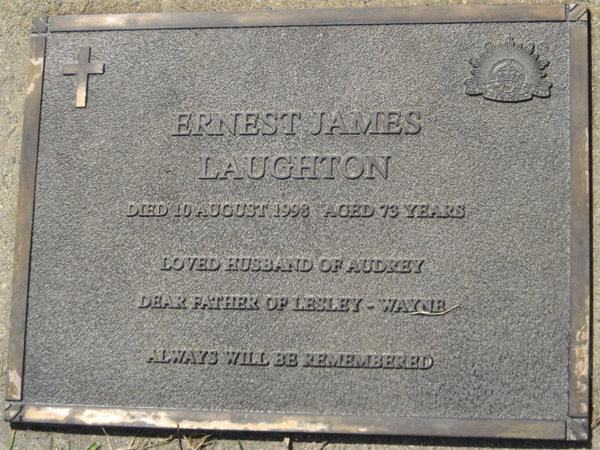 ERNEST JAMES
LAUGHTON
DIED 10 AUGUST 1998 AGED 73 YEARS
LOVED HUSBAND OF AUDREY
DEAR FATHER OF LESLEY - WAYNE
ALWAYS WILL BE REMEMBERED